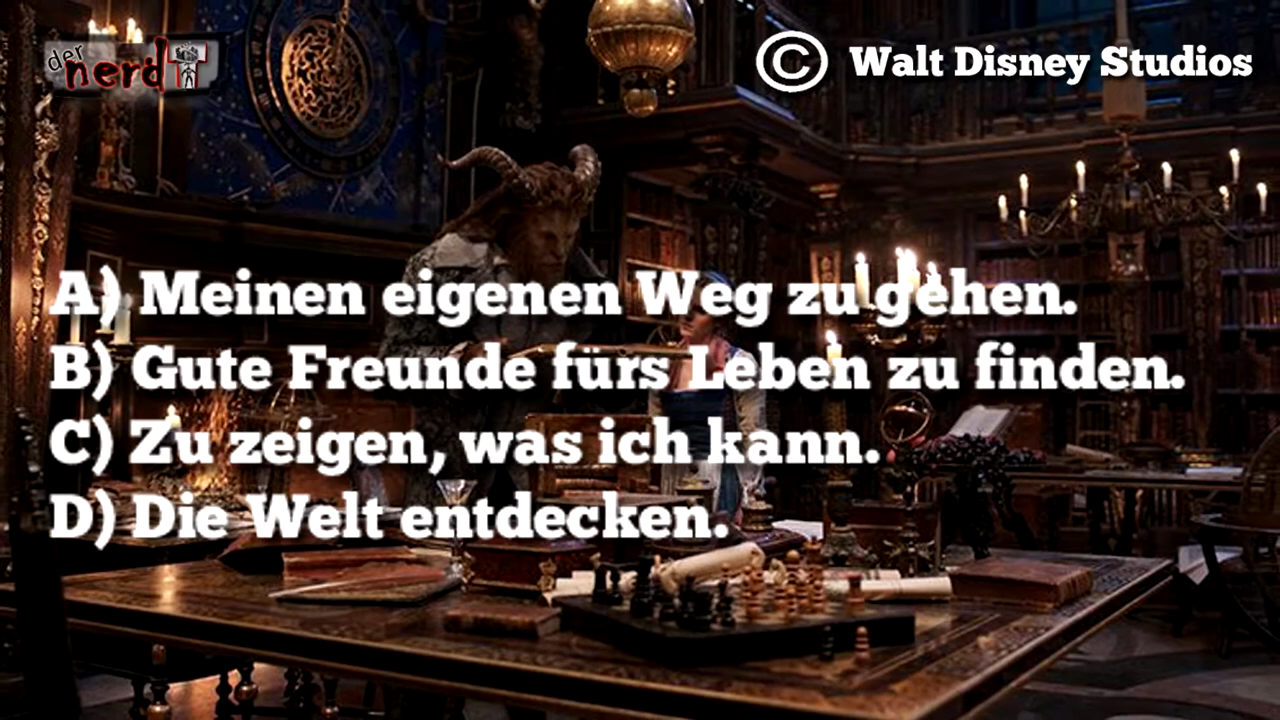 der
nerd
© Walt Disney Studios
A) Meinen eigenen Weg zu gehen.
B) Gute Freunde fürs Leben zu finden.
C) Zu zeigen, was ich kann.
D) Die Welt entdecken.